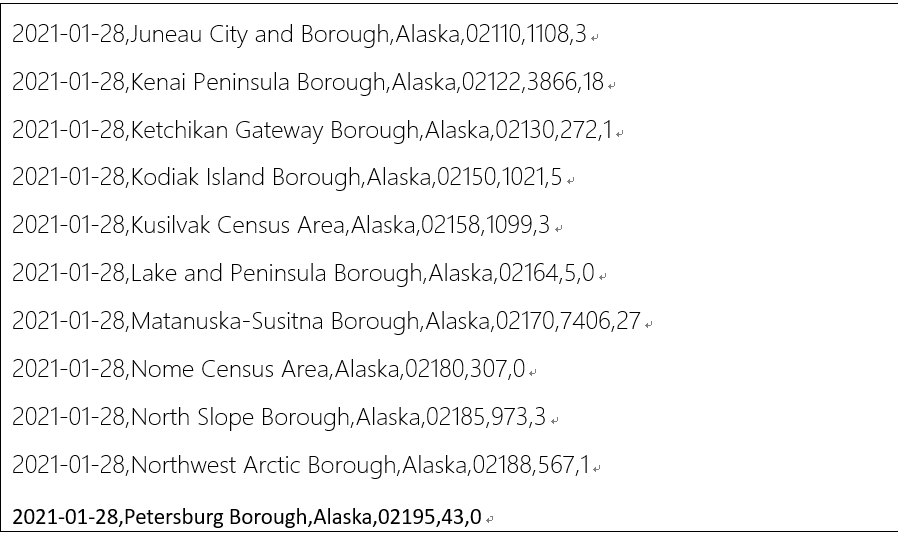 2021-01-28,Juneau City and Borough,Alaska,02110,1108,3
2021-01-28,Kenai Peninsula Borough,Alaska,02122,3866,18
2021-01-28,Ketchikan Gateway Borough,Alaska,02130,272,1
2021-01-28,Kodiak Island Borough,Alaska,02150,1021,5
2021-01-28,Kusilvak Census Area,Alaska,02158,1099,3
2021-01-28,Lake and Peninsula Borough,Alaska,02164,5,0
2021-01-28,Matanuska-Susitna Borough,Alaska,02170,7406,27
2021-01-28,Nome Census Area,Alaska,02180,307,0
2021-01-28,North Slope Borough,Alaska,02185,973,3
2021-01-28,Northwest Arctic Borough,Alaska,02188,567,1
2021-01-28,Petersburg Borough,Alaska,02195,43,0